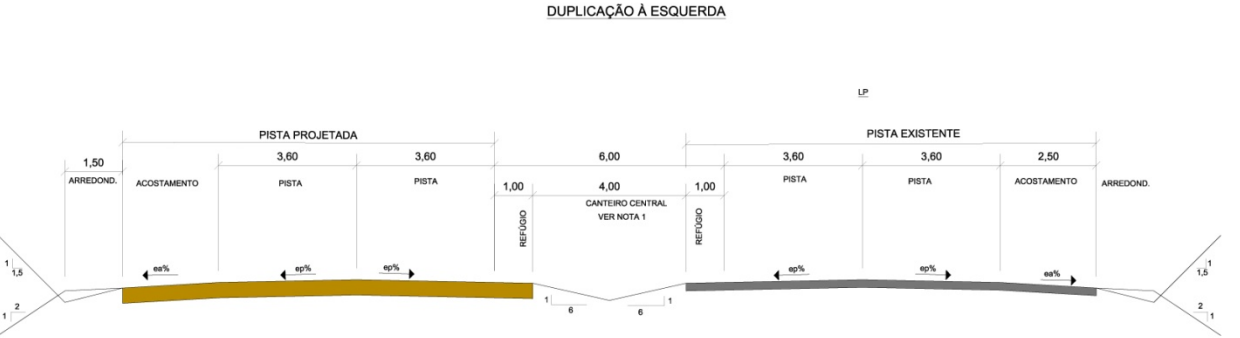 DUPLICAÇÃO À ESQUERDA
LP
PISTA PROJETADA
PISTA EXISTENTE
1,50
3,60
3,60
6,00
3,60
3,60
2,50
ARREDOND.
ACOSTAMENTO
PISTA
PISTA
1,00
4,00
1,00
PISTA
PISTA
ACOSTAMENTO
ARREDOND.
CANTEIRO CENTRAL
VER NOTA 1
REFÚGIO
REFÚGIO
ea%
ep%
ep%
ep%
ep%
ea%
1
1,5
2
1
1
6
1
6
1
1,5
2
1